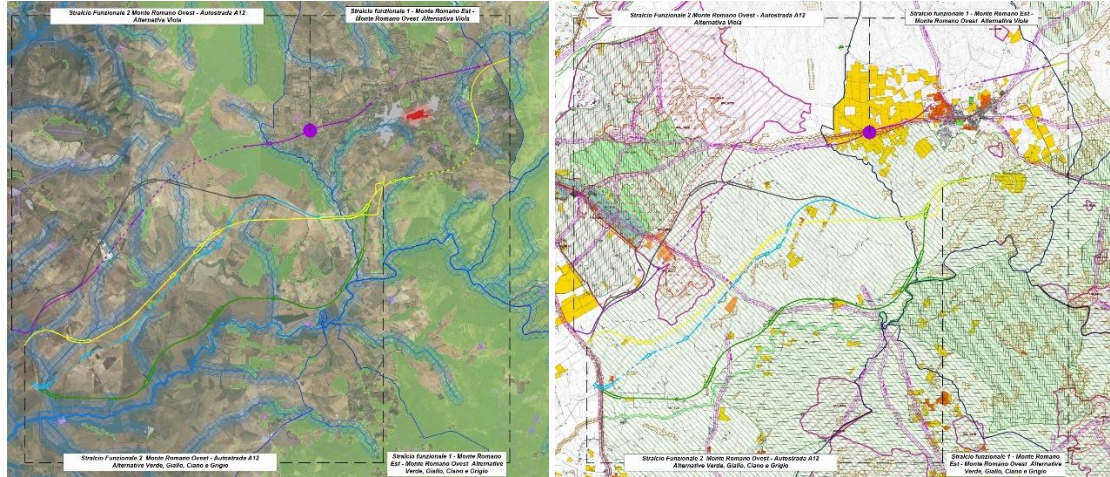 Stralcio Funzionale 2 Monte Romano Ovest - Autostrada A12
Alternativa Viola
Stralcio funzionale 1 - Monte Romano Est -
Monte Romano Ovest Alternativa Viola
Stralcio Funzionale 2 Monte Romano Ovest - Autostrada A12
Alternative Verde, Giallo, Ciano e Grigio
Stralcio funzionale 1 - Monte Romano
Est - Monte Romano Ovest Alternative
Verde, Giallo, Ciano e Grigio
Stralcio Funzionale 2 Monte Romano Ovest - Autostrada A12
Alternativa Viola
Stralcio funzionale 1 - Monte Romano Est -
Monte Romano Ovest Alternativa Viola
Stralcio Funzionale 2 Monte Romano Ovest - Autostrada A12
Alternative Verde, Giallo, Ciano e Grigio
Stralcio funzionale 1 - Monte Romano
Est - Monte Romano Ovest Alternative
Verde, Giallo, Ciano e Grigio